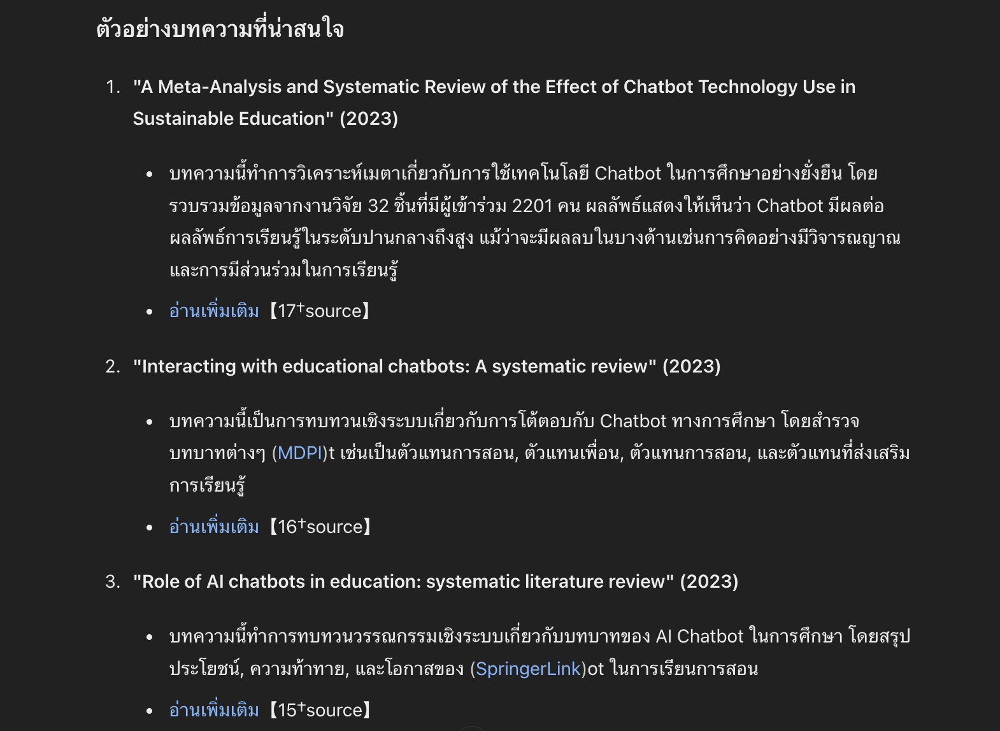 ตัวอย่างบทความที่น่าสนใจ
1. "A Meta-Analysis and Systematic Review of the Effect of Chatbot Technology Use in
Sustainable Education" (2023)
• บทความนี้ทำการวิเคราะห์เมตาเกี่ยวกับการใช้เทคโนโลยี Chatbot ในการศึกษาอย่างยั่งยืน โดย
รวบรวมข้อมูลจากงานวิจัย 32 ชิ้นที่มีผู้เข้าร่วม 2201 คน ผลลัพธ์แสดงให้เห็นว่า Chatbot มีผลต่อ
ผลลัพธ์การเรียนรู้ในระดับปานกลางถึงสูง แม้ว่าจะมีผลลบในบางด้านเช่นการคิดอย่างมีวิจารณญาณ
และการมีส่วนร่วมในการเรียนรู้
• อ่านเพิ่มเติม【17†source】
2. "Interacting with educational chatbots: A systematic review" (2023)
• บทความนี้เป็นการทบทวนเชิงระบบเกี่ยวกับการโต้ตอบกับ Chatbot ทางการศึกษา โดยสำรวจ
บทบาทต่างๆ (MDPI)t เช่นเป็นตัวแทนการสอน, ตัวแทนเพื่อน, ตัวแทนการสอน, และตัวแทนที่ส่งเสริม
การเรียนรู้
• อ่านเพิ่มเติม【16†source】
3. "Role of AI chatbots in education: systematic literature review" (2023)
• บทความนี้ทำการทบทวนวรรณกรรมเชิงระบบเกี่ยวกับบทบาทของ AI Chatbot ในการศึกษา โดยสรุป
ประโยชน์, ความท้าทาย, และโอกาสของ (SpringerLink)ot ในการเรียนการสอน
• อ่านเพิ่มเติม【15†source】